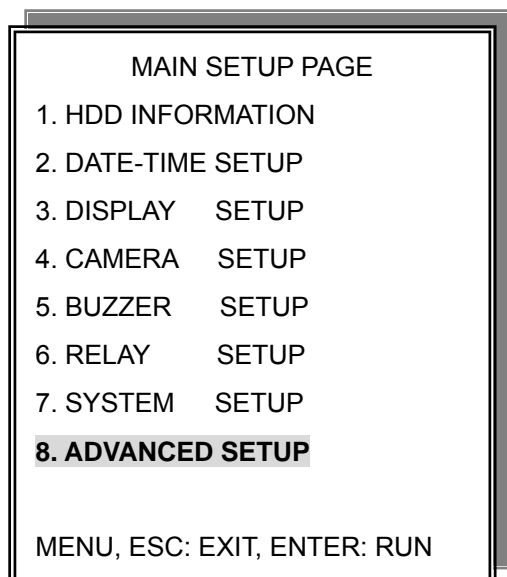 MAIN SETUP PAGE
1. HDD INFORMATION
2. DATE-TIME SETUP
3. DISPLAY SETUP
4. CAMERA SETUP
5. BUZZER SETUP
6. RELAY SETUP
7. SYSTEM SETUP
8. ADVANCED SETUP
MENU, ESC: EXIT, ENTER: RUN